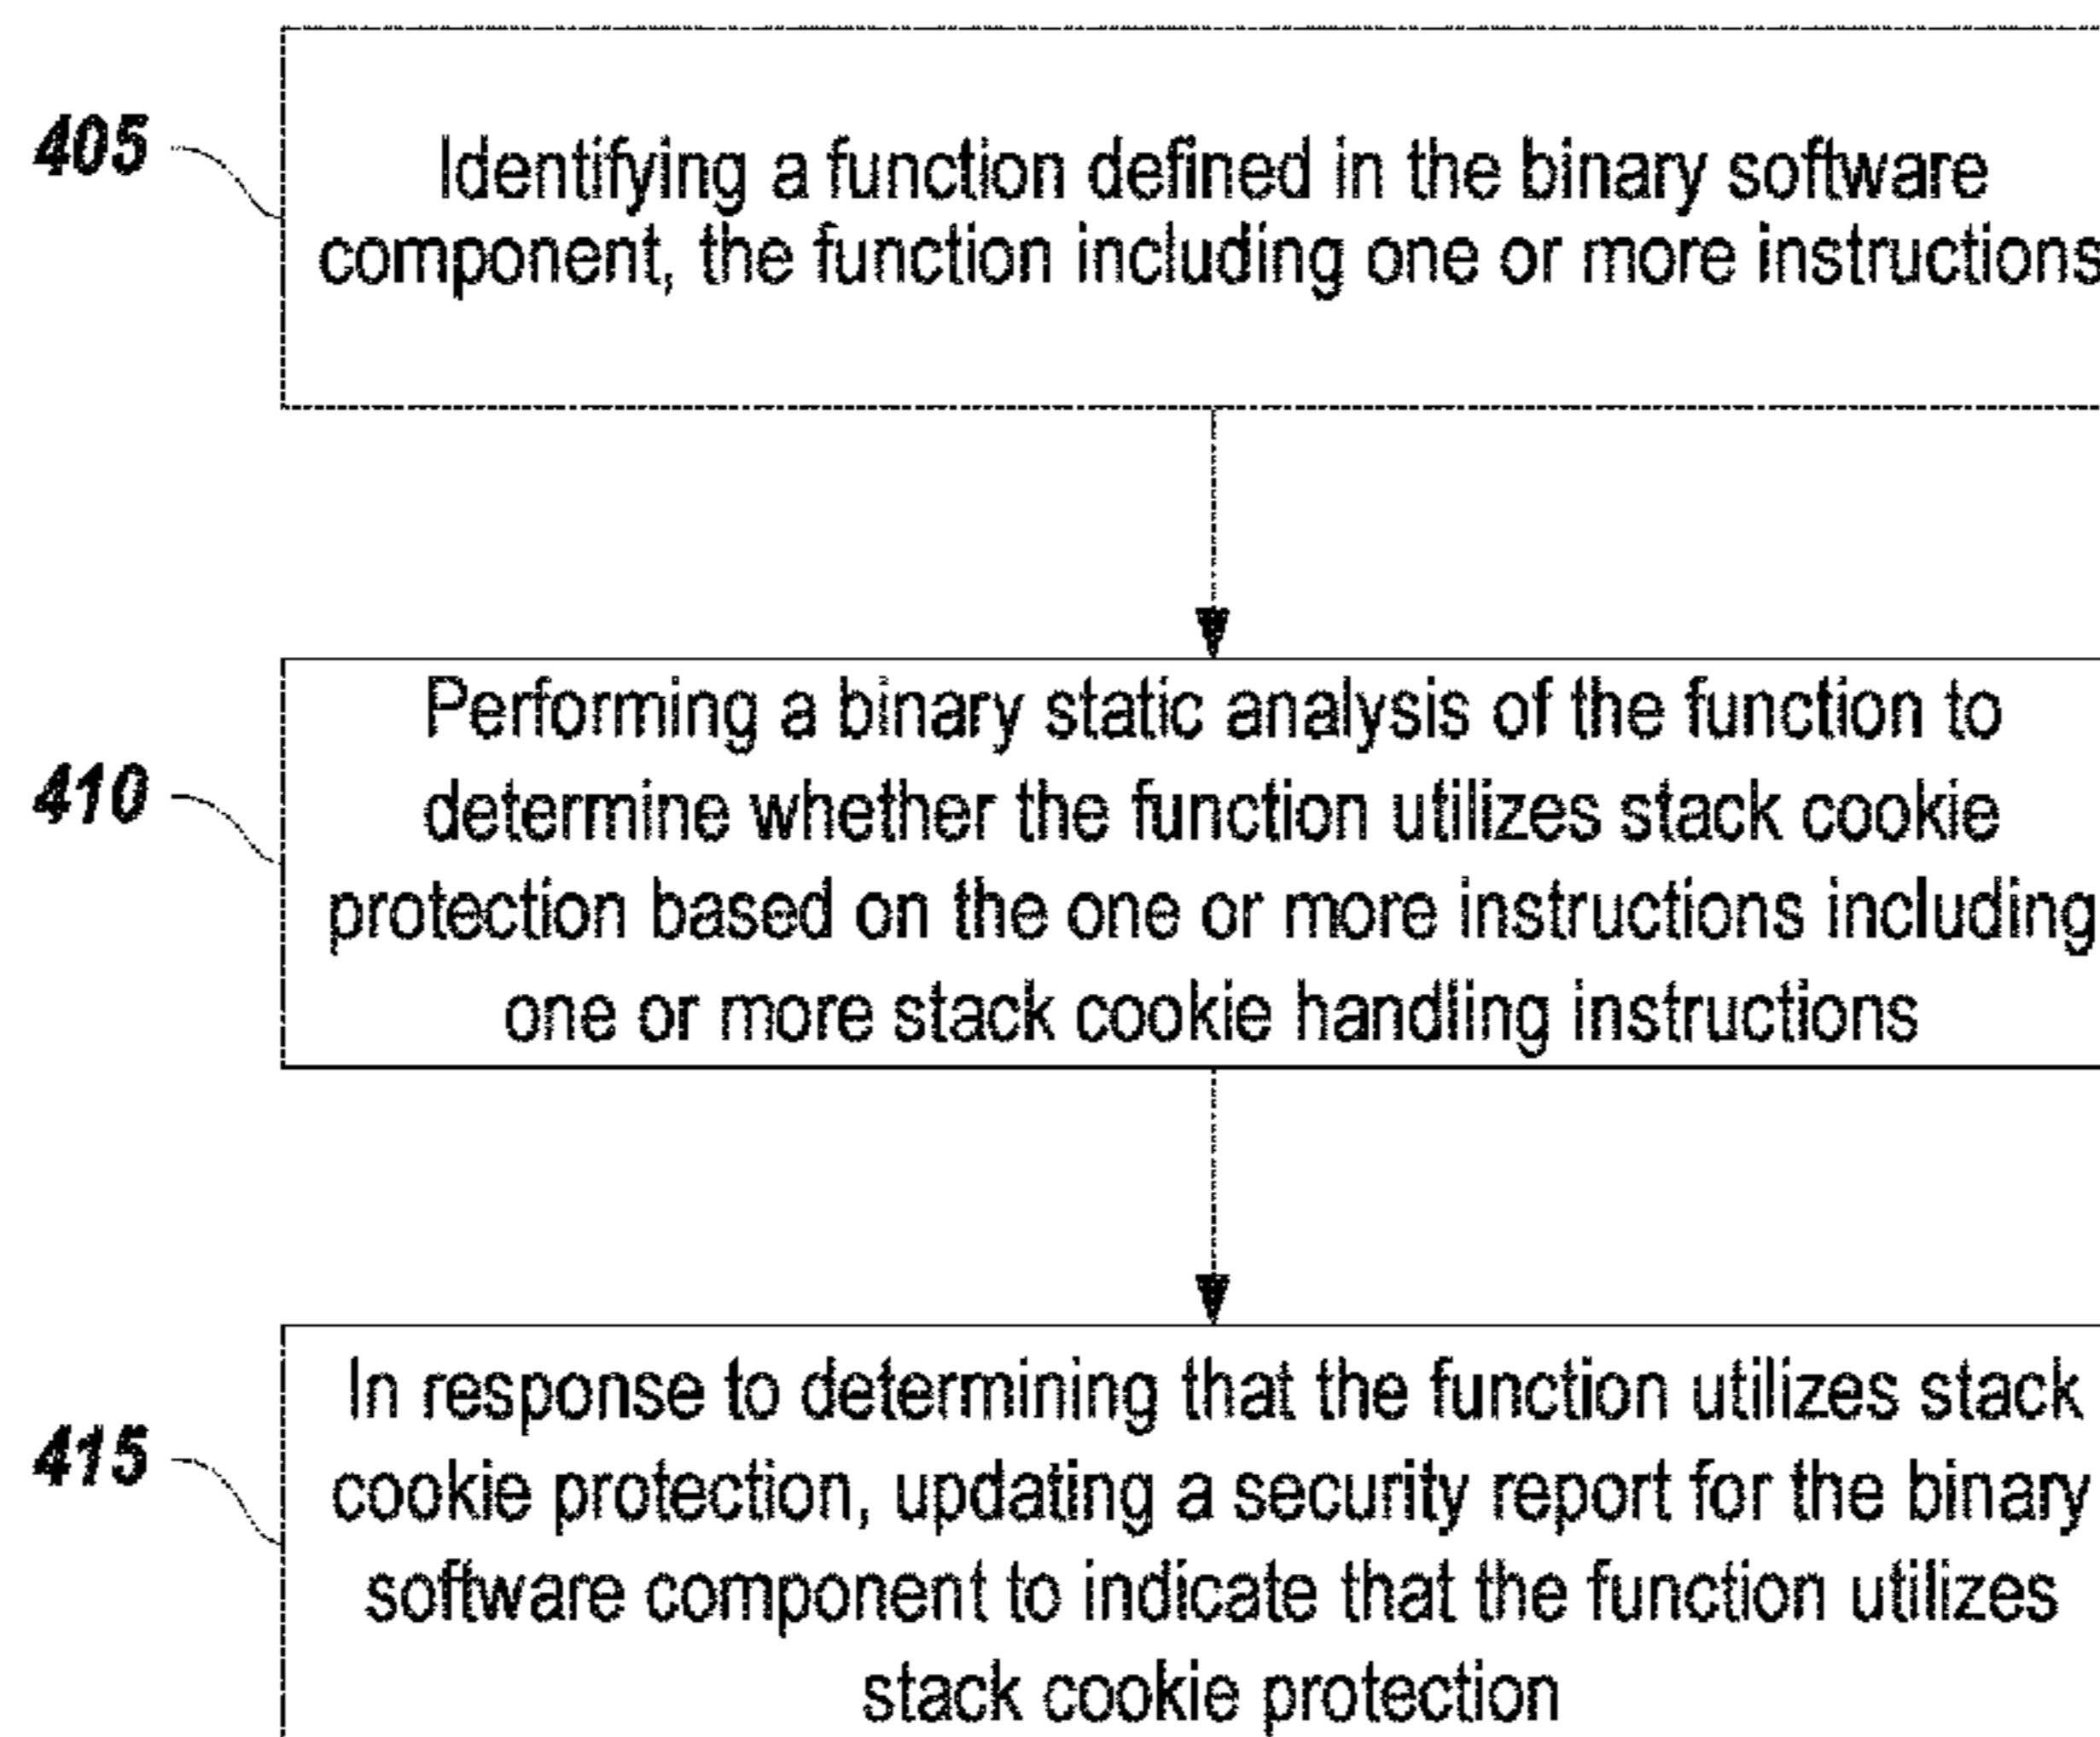 405
Identifying a function defined in the binary software
component, the function including one or more instructions
410
Performing a binary static analysis of the function to
determine whether the function utilizes stack cookie
protection based on the one or more instructions including
one or more stack cookie handling instructions
415
In response to determining that the function utilizes stack
cookie protection, updating a security report for the binary
software component to indicate that the function utilizes
stack cookie protection